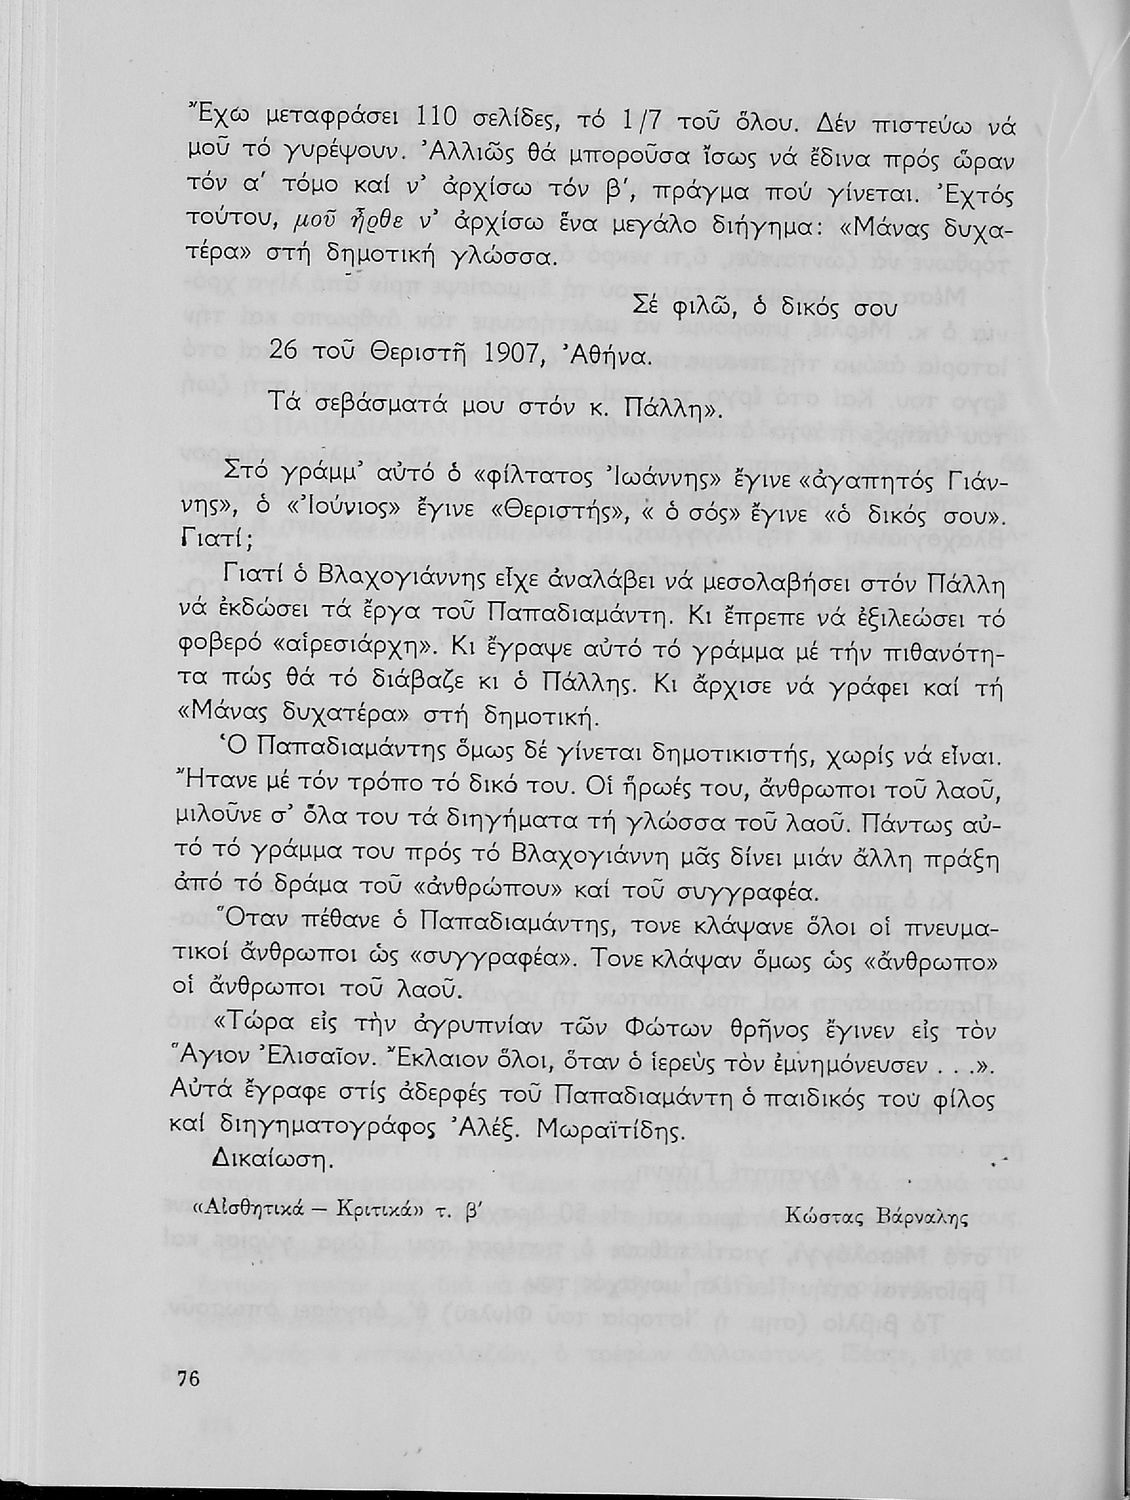 Ἔχω μεταφράσει 110 σελίδες, τό 1/7 τοῦ ὅλου. Δέν πιστεύω νά
μοῦ τό γυρέψουν. Ἀλλιῶς θά μποροῦσα ἴσως νά ἔδινα πρός ὥραν
τόν α΄ τόμο καί ν᾿ ἀρχίσω τόν β΄, πράγμα πού γίνεται. Ἐχτός
τούτου, μοῦ ἦρθε ν᾿ ἀρχίσω ἕνα μεγάλο διήγημα: «Μάνας δυχα-
τέρα» στή δημοτική γλώσσα.
Σέ φιλῶ, ὁ δικός σου
26 τοῦ Θεριστῆ 1907, Ἀθήνα.
Τά σεβάσματά μου στόν κ. Πάλλη».
Στό γράμμ᾿ αὐτό ὁ «φίλτατος Ἰωάννης» ἔγινε «ἀγαπητός Γιάν-
νης», ὁ «Ἰούνιος» ἔγινε «Θεριστής», « ὁ σός» ἔγινε «ὁ δικός σου».
Γιατί;
Γιατί ὁ Βλαχογιάννης εἶχε ἀναλάβει νά μεσολαβήσει στόν Πάλλη
νά ἐκδώσει τά ἔργα τοῦ Παπαδιαμάντη. Κι ἔπρεπε νά ἐξιλεώσει τό
φοβερό «αἱρεσιάρχη». Κι ἔγραψε αὐτό τό γράμμα μέ τήν πιθανότη-
τα πώς θά τό διάβαζε κι ὁ Πάλλης. Κι ἄρχισε νά γράφει καί τή
«Μάνας δυχατέρα» στή δημοτική.
Ὁ Παπαδιαμάντης ὅμως δέ γίνεται δημοτικιστής, χωρίς νά εἶναι.
Ἤτανε μέ τόν τρόπο τό δικό του. Οἱ ἥρωές του, ἄνθρωποι τοῦ λαοῦ,
μιλοῦνε σ᾿ ὅλα του τά διηγήματα τή γλώσσα τοῦ λαοῦ. Πάντως αὐ-
τό τό γράμμα του πρός τό Βλαχογιάννη μᾶς δίνει μιάν ἄλλη πράξη
ἀπό τό δράμα τοῦ «ἀνθρώπου» καί τοῦ συγγραφέα.
Ὅταν πέθανε ὁ Παπαδιαμάντης, τονε κλάψανε ὅλοι οἱ πνευμα-
τικοί ἄνθρωποι ὡς «συγγραφέα». Τονε κλάψαν ὅμως ὡς «ἄνθρωπο»
οἱ ἄνθρωποι τοῦ λαοῦ.
«Τώρα εἰς τὴν ἀγρυπνίαν τῶν Φώτων θρῆνος ἔγινεν εἰς τὸν
Ἅγιον Ἐλισαῖον. Ἔκλαιον ὅλοι, ὅταν ὁ ἱερεὺς τὸν ἐμνημόνευσεν . . .».
Αὐτά ἔγραφε στίς ἀδερφές τοῦ Παπαδιαμάντη ὁ παιδικός του φίλος
καί διηγηματογράφος Ἀλέξ. Μωραϊτίδης.
Δικαίωση.
«Αἰσθητικά – Κριτικά» τ. β΄
Κώστας Βάρναλης
76